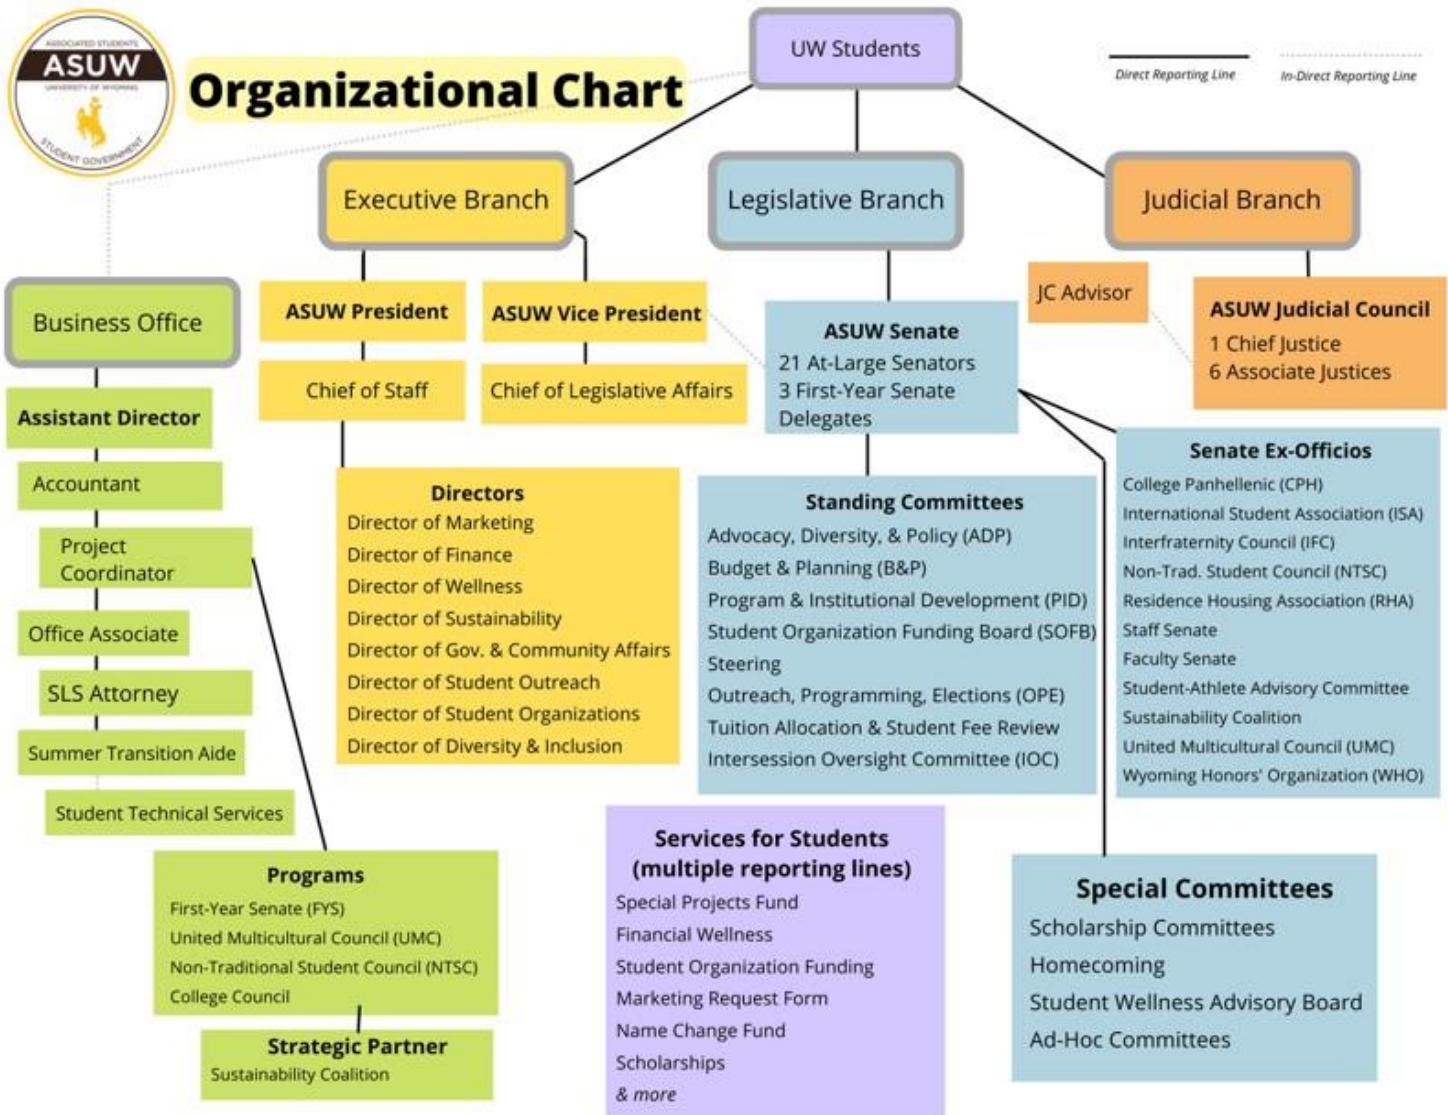 ASSOCIATED STUDENTS
ASUW
UNIVERSITY OF WYOMING
STUDENT GOVERNMENT
Organizational Chart
UW Students
Direct Reporting Line
In-Direct Reporting Line
Executive Branch
Legislative Branch
Judicial Branch
Business Office
Assistant Director
Accountant
Project
Coordinator
Office Associate
SLS Attorney
Summer Transition Aide
Student Technical Services
Programs
First-Year Senate (FYS)
United Multicultural Council (UMC)
Non-Traditional Student Council (NTSC)
College Council
Strategic Partner
Sustainability Coalition
ASUW President
Chief of Staff
ASUW Vice President
Chief of Legislative Affairs
Directors
Director of Marketing
Director of Finance
Director of Wellness
Director of Sustainability
Director of Gov. & Community Affairs
Director of Student Outreach
Director of Student Organizations
Director of Diversity & Inclusion
ASUW Senate
21 At-Large Senators
3 First-Year Senate
Delegates
Standing Committees
Advocacy, Diversity, & Policy (ADP)
Budget & Planning (B&P)
Program & Institutional Development (PID)
Student Organization Funding Board (SOFB)
Steering
Outreach, Programming, Elections (OPE)
Tuition Allocation & Student Fee Review
Intersession Oversight Committee (IOC)
JC Advisor
ASUW Judicial Council
1 Chief Justice
6 Associate Justices
Senate Ex-Officios
College Panhellenic (CPH)
International Student Association (ISA)
Interfraternity Council (IFC)
Non-Trad. Student Council (NTSC)
Residence Housing Association (RHA)
Staff Senate
Faculty Senate
Student-Athlete Advisory Committee
Sustainability Coalition
United Multicultural Council (UMC)
Wyoming Honors' Organization (WHO)
Services for Students
(multiple reporting lines)
Special Projects Fund
Financial Wellness
Student Organization Funding
Marketing Request Form
Name Change Fund
Scholarships
& more
Special Committees
Scholarship Committees
Homecoming
Student Wellness Advisory Board
Ad-Hoc Committees